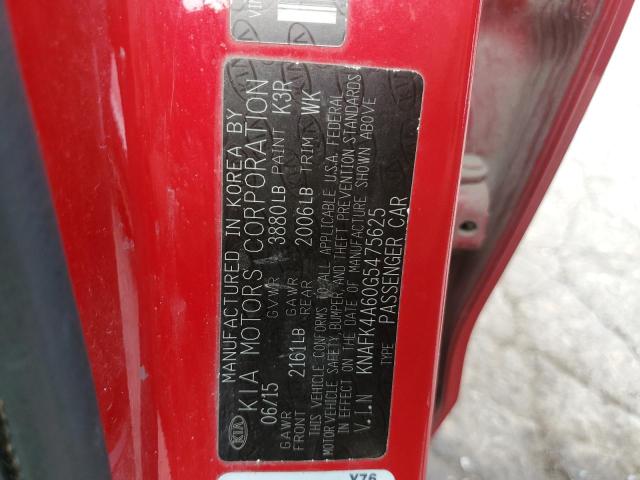 MANUFACTURED IN KOREA BY
KIA KIA MOTORS CORPORATION
06/15 GVWR 3880LB PAINT K3R
GAWR FRONT 2161LB GAWR REAR 2006LB TRIM WK
THIS VEHICLE CONFORMS TO ALL APPLICABLE U.S.A. FEDERAL
MOTOR VEHICLE SAFETY, BUMPER, AND THEFT PREVENTION STANDARDS
IN EFFECT ON THE DATE OF MANUFACTURE SHOWN ABOVE
V.I.N KNAFK4A60G5475625
TYPE PASSENGER CAR
Y76